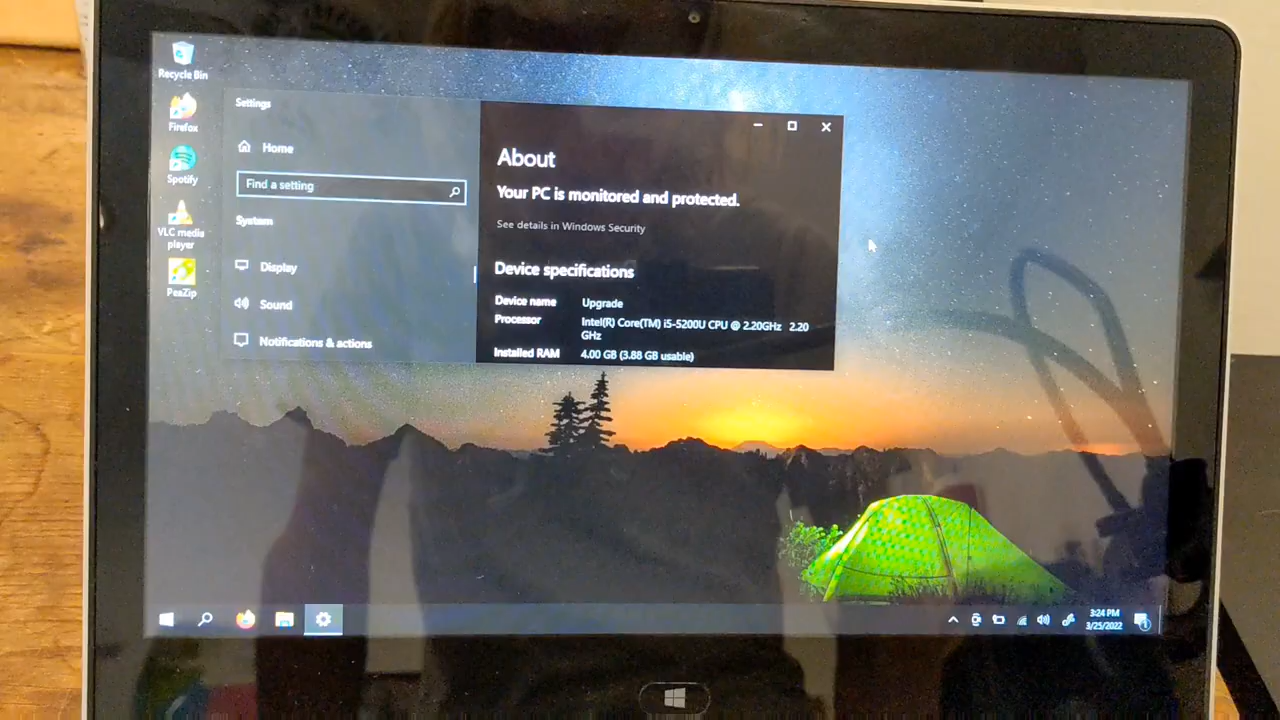 Recycle Bin
Firefox
Spotify
VLC media
player
PeaZip
Settings
Home
Find a setting
System
Display
Sound
Notifications & actions
About
Your PC is monitored and protected.
See details in Windows Security
Device specifications
Device name Upgrade
Processor Intel(R) Core(TM) i5-5200U CPU @ 2.20GHz 2.20
GHz
Installed RAM 4.00 GB (3.88 GB usable)
3:24 PM
3/25/2022
1